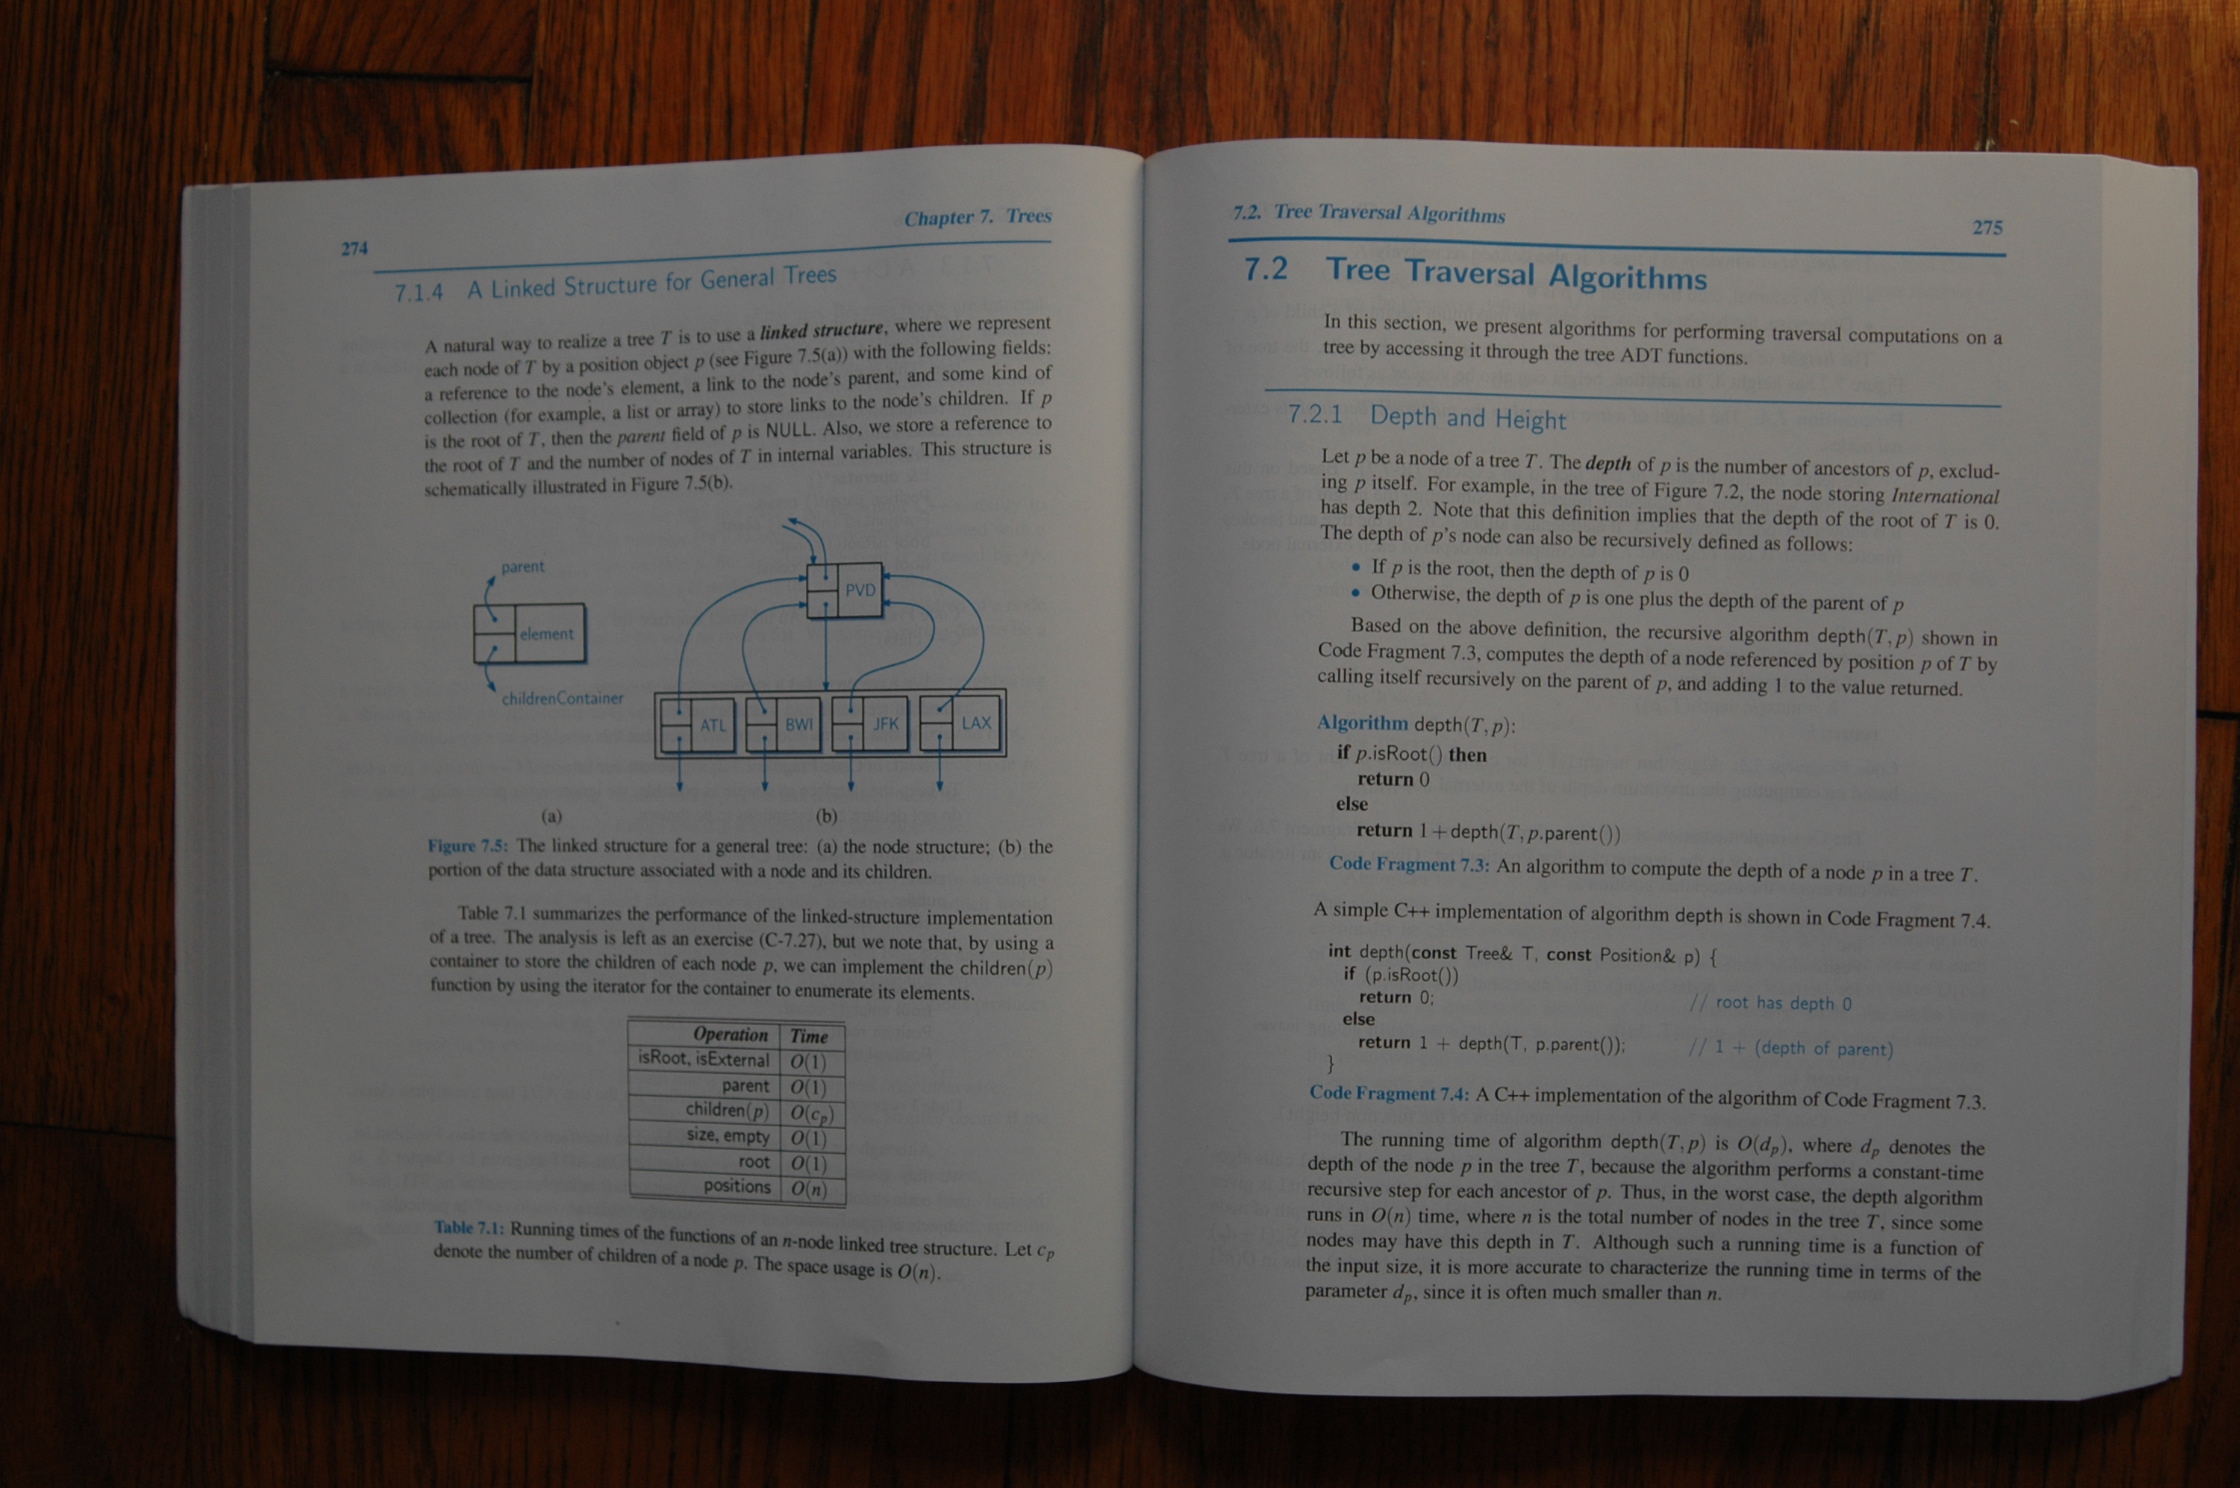 274
Chapter 7. Trees
7.1.4 A Linked Structure for General Trees
A natural way to realize a tree T is to use a linked structure, where we represent
each node of T by a position object p (see Figure 7.5(a)) with the following fields:
a reference to the node's element, a link to the node's parent, and some kind of
collection (for example, a list or array) to store links to the node's children. If p
is the root of T, then the parent field of p is NULL. Also, we store a reference to
the root of T and the number of nodes of T in internal variables. This structure is
schematically illustrated in Figure 7.5(b).
parent
element
childrenContainer
PVD
ATL
BWI
JFK
LAX
(a)
(b)
Figure 7.5: The linked structure for a general tree: (a) the node structure; (b) the
portion of the data structure associated with a node and its children.
Table 7.1 summarizes the performance of the linked-structure implementation
of a tree. The analysis is left as an exercise (C-7.27), but we note that, by using a
container to store the children of each node p, we can implement the children(p)
function by using the iterator for the container to enumerate its elements.
Operation Time
isRoot, isExternal O(1)
parent O(1)
children(p) O(cp)
size, empty O(1)
root O(1)
positions O(n)
Table 7.1: Running times of the functions of an n-node linked tree structure. Let cp
denote the number of children of a node p. The space usage is O(n).
7.2. Tree Traversal Algorithms
275
7.2 Tree Traversal Algorithms
In this section, we present algorithms for performing traversal computations on a
tree by accessing it through the tree ADT functions.
7.2.1 Depth and Height
Let p be a node of a tree T. The depth of p is the number of ancestors of p, exclud-
ing p itself. For example, in the tree of Figure 7.2, the node storing International
has depth 2. Note that this definition implies that the depth of the root of T is 0.
The depth of p's node can also be recursively defined as follows:
• If p is the root, then the depth of p is 0
• Otherwise, the depth of p is one plus the depth of the parent of p
Based on the above definition, the recursive algorithm depth(T, p) shown in
Code Fragment 7.3, computes the depth of a node referenced by position p of T by
calling itself recursively on the parent of p, and adding 1 to the value returned.
Algorithm depth(T, p):
if p.isRoot() then
return 0
else
return 1 + depth(T, p.parent())
Code Fragment 7.3: An algorithm to compute the depth of a node p in a tree T.
A simple C++ implementation of algorithm depth is shown in Code Fragment 7.4.
int depth(const Tree& T, const Position& p) {
if (p.isRoot())
return 0; // root has depth 0
else
return 1 + depth(T, p.parent()); // 1 + (depth of parent)
}
Code Fragment 7.4: A C++ implementation of the algorithm of Code Fragment 7.3.
The running time of algorithm depth(T, p) is O(dp), where dp denotes the
depth of the node p in the tree T, because the algorithm performs a constant-time
recursive step for each ancestor of p. Thus, in the worst case, the depth algorithm
runs in O(n) time, where n is the total number of nodes in the tree T, since some
nodes may have this depth in T. Although such a running time is a function of
the input size, it is more accurate to characterize the running time in terms of the
parameter dp, since it is often much smaller than n.